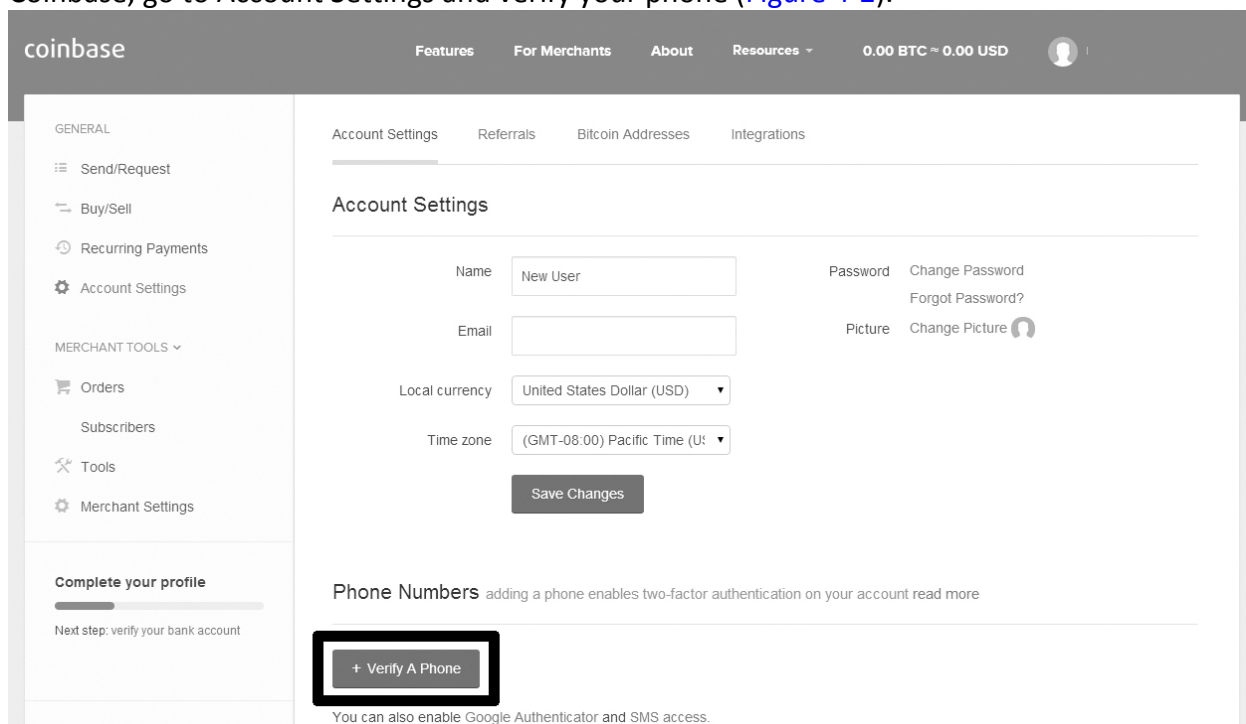 Coinbase, go to Account Settings and verify your phone (Figure 4-2).
coinbase
Features For Merchants About Resources 0.00 BTC ≈ 0.00 USD
GENERAL
Send/Request
Buy/Sell
Recurring Payments
Account Settings
MERCHANT TOOLS
Orders
Subscribers
Tools
Merchant Settings
Complete your profile
Next step: verify your bank account
Account Settings Referrals Bitcoin Addresses Integrations
Account Settings
Name New User
Email
Local currency United States Dollar (USD)
Time zone (GMT-08:00) Pacific Time (US
Save Changes
Password Change Password
Forgot Password?
Picture Change Picture
Phone Numbers adding a phone enables two-factor authentication on your account read more
+ Verify A Phone
You can also enable Google Authenticator and SMS access.